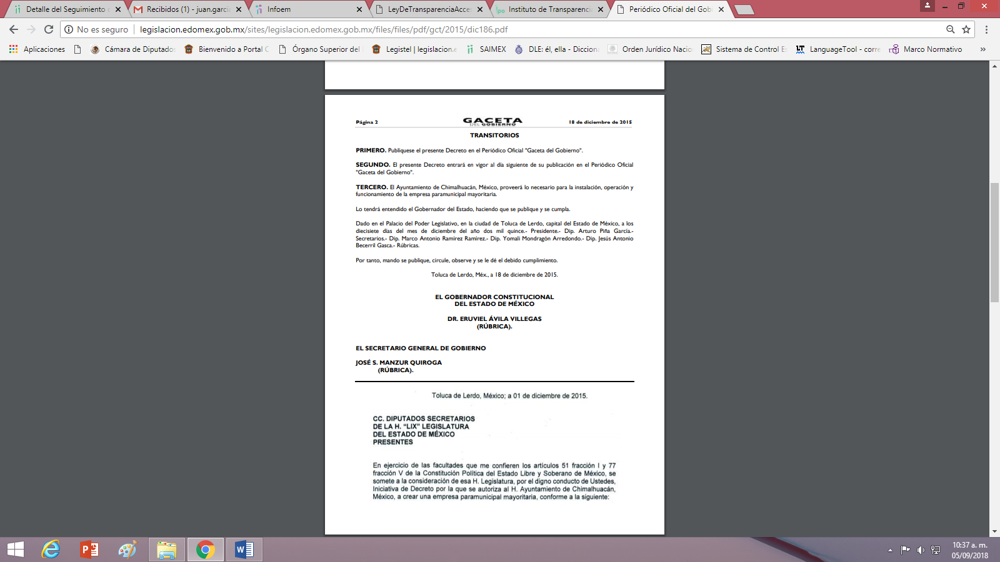 Detalle del Seguimiento
Recibidos (1) - juan.garcia
Infoem
LeyDeTransparenciaAcce
Instituto de Transparencia
Periódico Oficial del Gob
No es seguro
legislacion.edomex.gob.mx/sites/legislacion.edomex.gob.mx/files/files/pdf/gct/2015/dic186.pdf
Aplicaciones
Cámara de Diputados
Bienvenido a Portal C
Órgano Superior del
Legistel | legislacion.e
SAIMEX
DLE: él, ella - Diccion
Orden Jurídico Nacio
Sistema de Control E
LanguageTool - corre
Marco Normativo
»
Página 2
GACETA
DEL GOBIERNO
18 de diciembre de 2015
TRANSITORIOS
PRIMERO. Publíquese el presente Decreto en el Periódico Oficial "Gaceta del Gobierno".
SEGUNDO. El presente Decreto entrará en vigor al día siguiente de su publicación en el Periódico Oficial
"Gaceta del Gobierno".
TERCERO. El Ayuntamiento de Chimalhuacán, México, proveerá lo necesario para la instalación, operación y
funcionamiento de la empresa paramunicipal mayoritaria.
Lo tendrá entendido el Gobernador del Estado, haciendo que se publique y se cumpla.
Dado en el Palacio del Poder Legislativo, en la ciudad de Toluca de Lerdo, capital del Estado de México, a los
diecisiete días del mes de diciembre del año dos mil quince.- Presidente.- Dip. Arturo Piña García.-
Secretarios.- Dip. Marco Antonio Ramírez Ramírez.- Dip. Yomali Mondragón Arredondo.- Dip. Jesús Antonio
Becerril Gasca.- Rúbricas.
Por tanto, mando se publique, circule, observe y se le dé el debido cumplimiento.
Toluca de Lerdo, Méx., a 18 de diciembre de 2015.
EL GOBERNADOR CONSTITUCIONAL
DEL ESTADO DE MÉXICO
DR. ERUVIEL ÁVILA VILLEGAS
(RÚBRICA).
EL SECRETARIO GENERAL DE GOBIERNO
JOSÉ S. MANZUR QUIROGA
(RÚBRICA).
Toluca de Lerdo, México; a 01 de diciembre de 2015.
CC. DIPUTADOS SECRETARIOS
DE LA H. “LIX” LEGISLATURA
DEL ESTADO DE MÉXICO
PRESENTES
En ejercicio de las facultades que me confieren los artículos 51 fracción I y 77
fracción V de la Constitución Política del Estado Libre y Soberano de México, se
somete a la consideración de esa H. Legislatura, por el digno conducto de Ustedes,
Iniciativa de Decreto por la que se autoriza al H. Ayuntamiento de Chimalhuacán,
México, a crear una empresa paramunicipal mayoritaria, conforme a la siguiente:
10:37 a. m.
05/09/2018